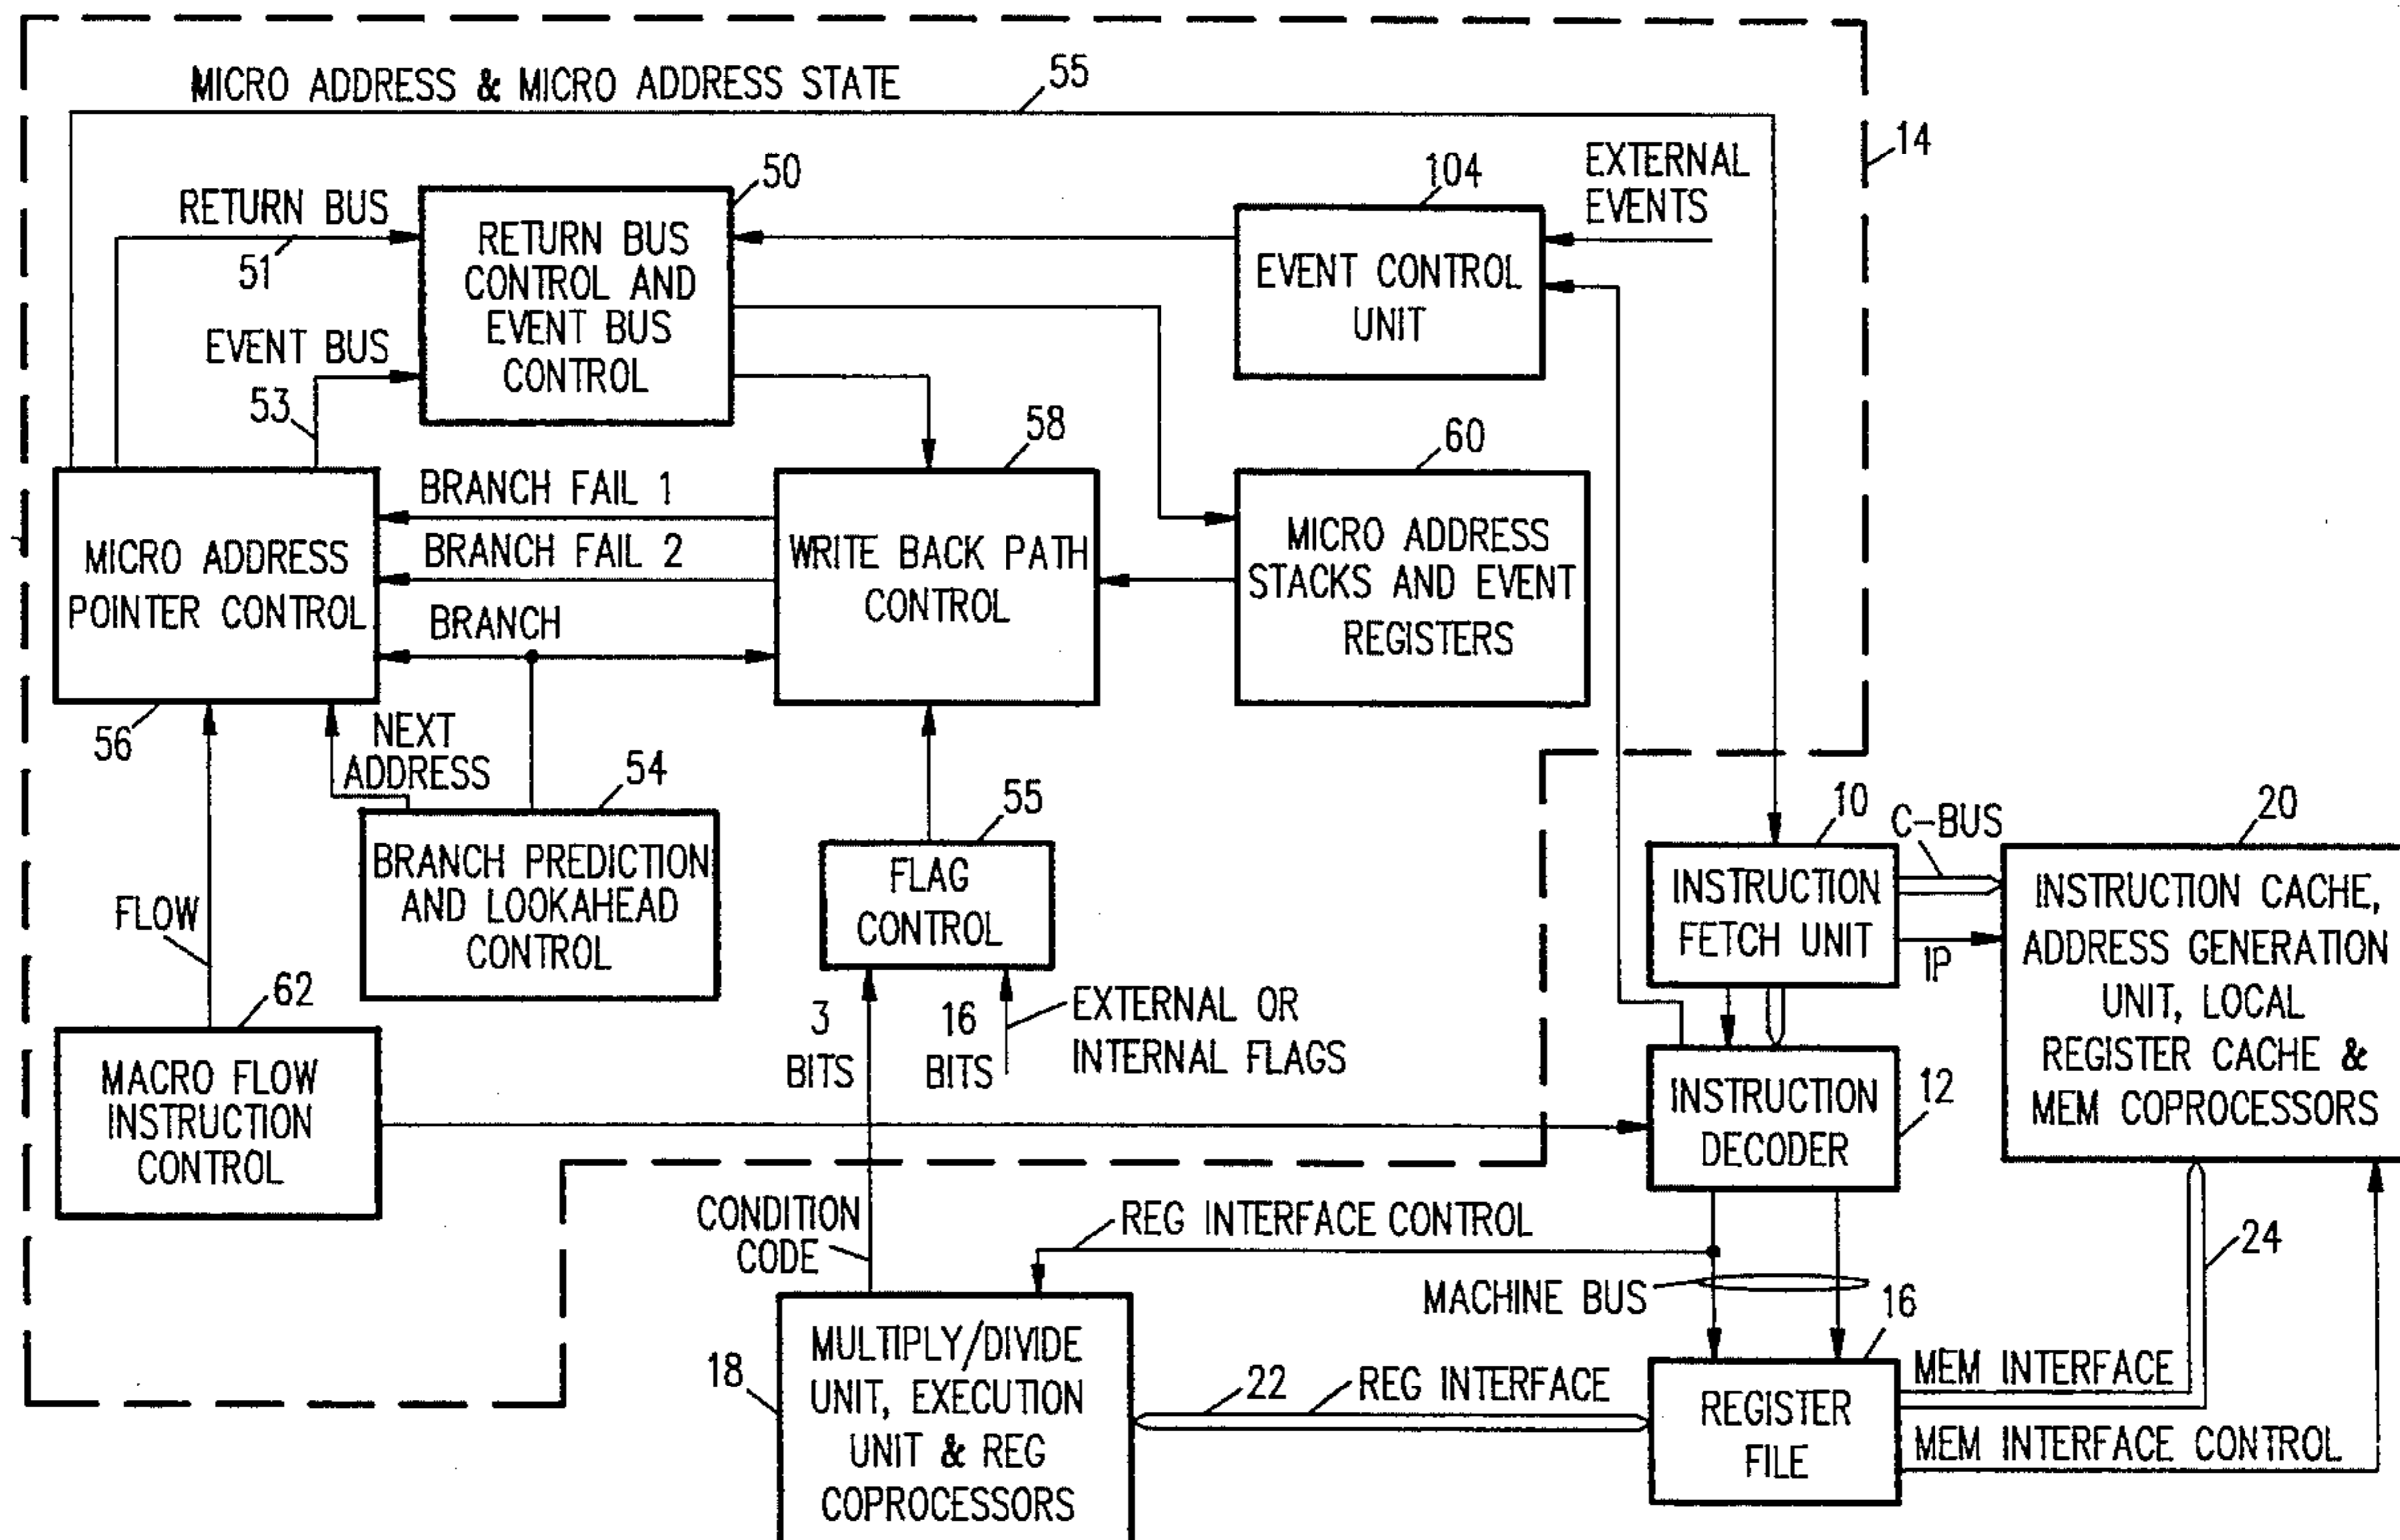 MICRO ADDRESS & MICRO ADDRESS STATE
55
14
RETURN BUS
51
50
RETURN BUS
CONTROL AND
EVENT BUS
CONTROL
EVENT BUS
53
104
EVENT CONTROL
UNIT
EXTERNAL
EVENTS
BRANCH FAIL 1
BRANCH FAIL 2
BRANCH
58
WRITE BACK PATH
CONTROL
60
MICRO ADDRESS
STACKS AND EVENT
REGISTERS
MICRO ADDRESS
POINTER CONTROL
56
NEXT
ADDRESS
54
BRANCH PREDICTION
AND LOOKAHEAD
CONTROL
55
FLAG
CONTROL
10
INSTRUCTION
FETCH UNIT
C-BUS
IP
20
INSTRUCTION CACHE,
ADDRESS GENERATION
UNIT, LOCAL
REGISTER CACHE &
MEM COPROCESSORS
FLOW
62
MACRO FLOW
INSTRUCTION
CONTROL
3
BITS
16
BITS
EXTERNAL OR
INTERNAL FLAGS
INSTRUCTION
DECODER
12
CONDITION
CODE
REG INTERFACE CONTROL
MACHINE BUS
24
16
18
MULTIPLY/DIVIDE
UNIT, EXECUTION
UNIT & REG
COPROCESSORS
22
REG INTERFACE
REGISTER
FILE
MEM INTERFACE
MEM INTERFACE CONTROL